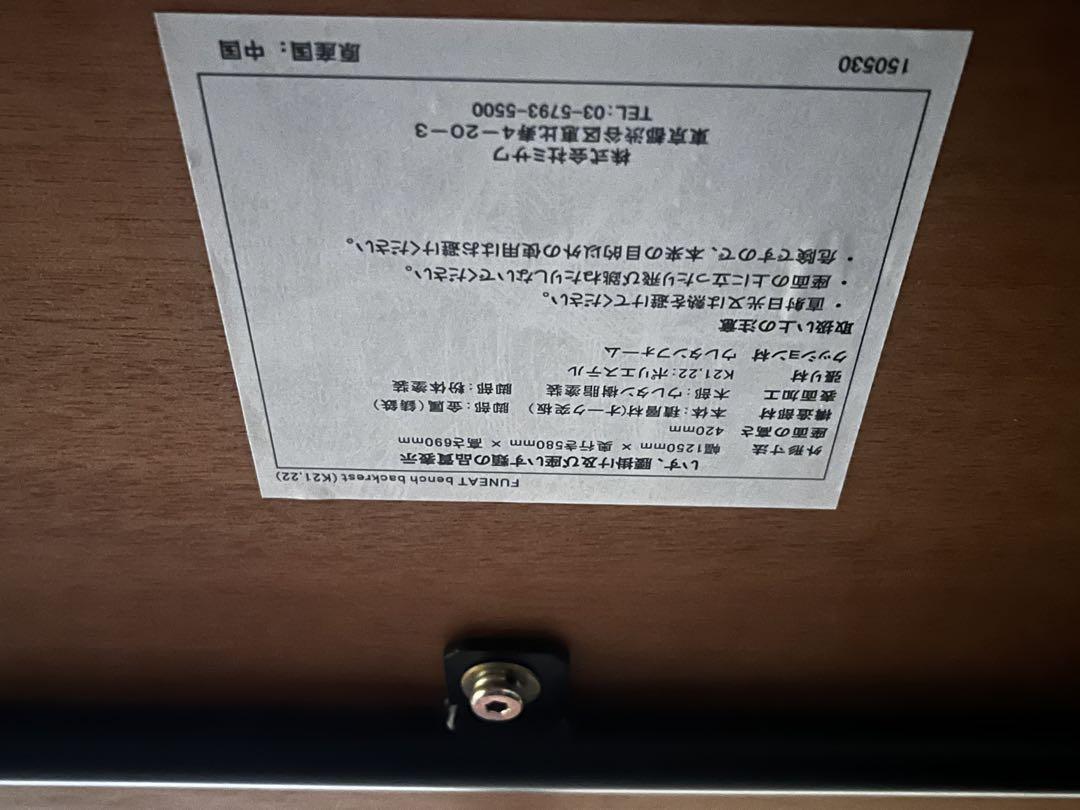 FUNEAT bench backrest (K21,22)
いす、腰掛け及び座いす類の品質表示
外形寸法 幅1250mm × 奥行き580mm × 高さ690mm
座面の高さ 420mm
構造部材 本体：積層材(オーク突板) 脚部：金属（鋳鉄）
表面加工 木部：ウレタン樹脂塗装 脚部：粉体塗装
張り材 K21,22：ポリエステル
クッション材 ウレタンフォーム
取扱い上の注意
・直射日光又は熱を避けてください。
・座面の上に立ったり飛び跳ねたりしないでください。
・危険ですので、本来の目的以外の使用はお避けください。
株式会社ミサワ
東京都渋谷区恵比寿4－20－3
TEL：03-5793-5500
150530 原産国：中国